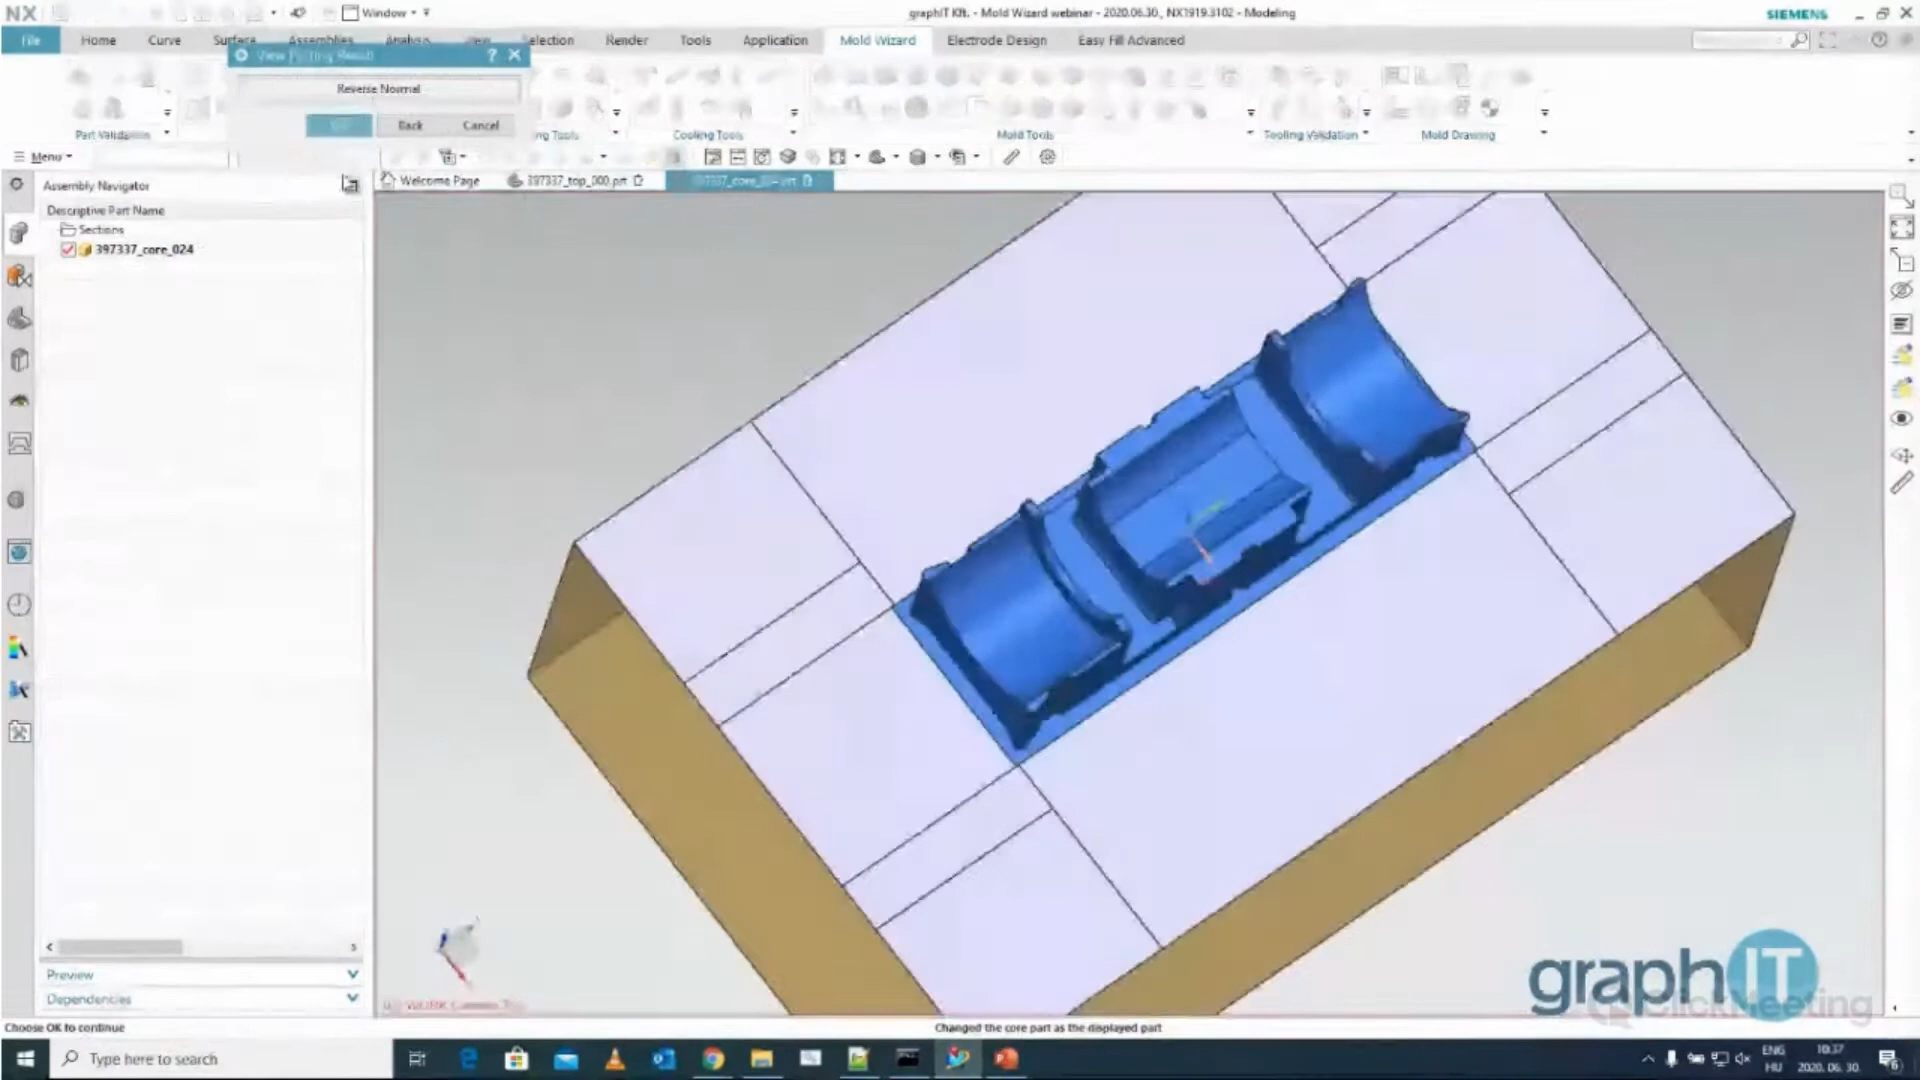 NX
Window
graphIT Kft. - Mold Wizard webinar - 2020.06.30., NX1919.3102 - Modeling
SIEMENS
File
Home
Curve
Surface
Assemblies
Analysis
View
Selection
Render
Tools
Application
Mold Wizard
Electrode Design
Easy Fill Advanced
View Parting Result
? ×
Reverse Normal
OK
Back
Cancel
Part Validation
ng Tools
Cooling Tools
Mold Tools
Tooling Validation
Mold Drawing
Menu
Welcome Page
397337_top_000.prt
Assembly Navigator
Descriptive Part Name
Sections
397337_core_024
Preview
Dependencies
graphIT
ClickMeeting
Choose OK to continue
Changed the core part as the displayed part
Type here to search
ENG
HU
10:37
2020. 06. 30.
6